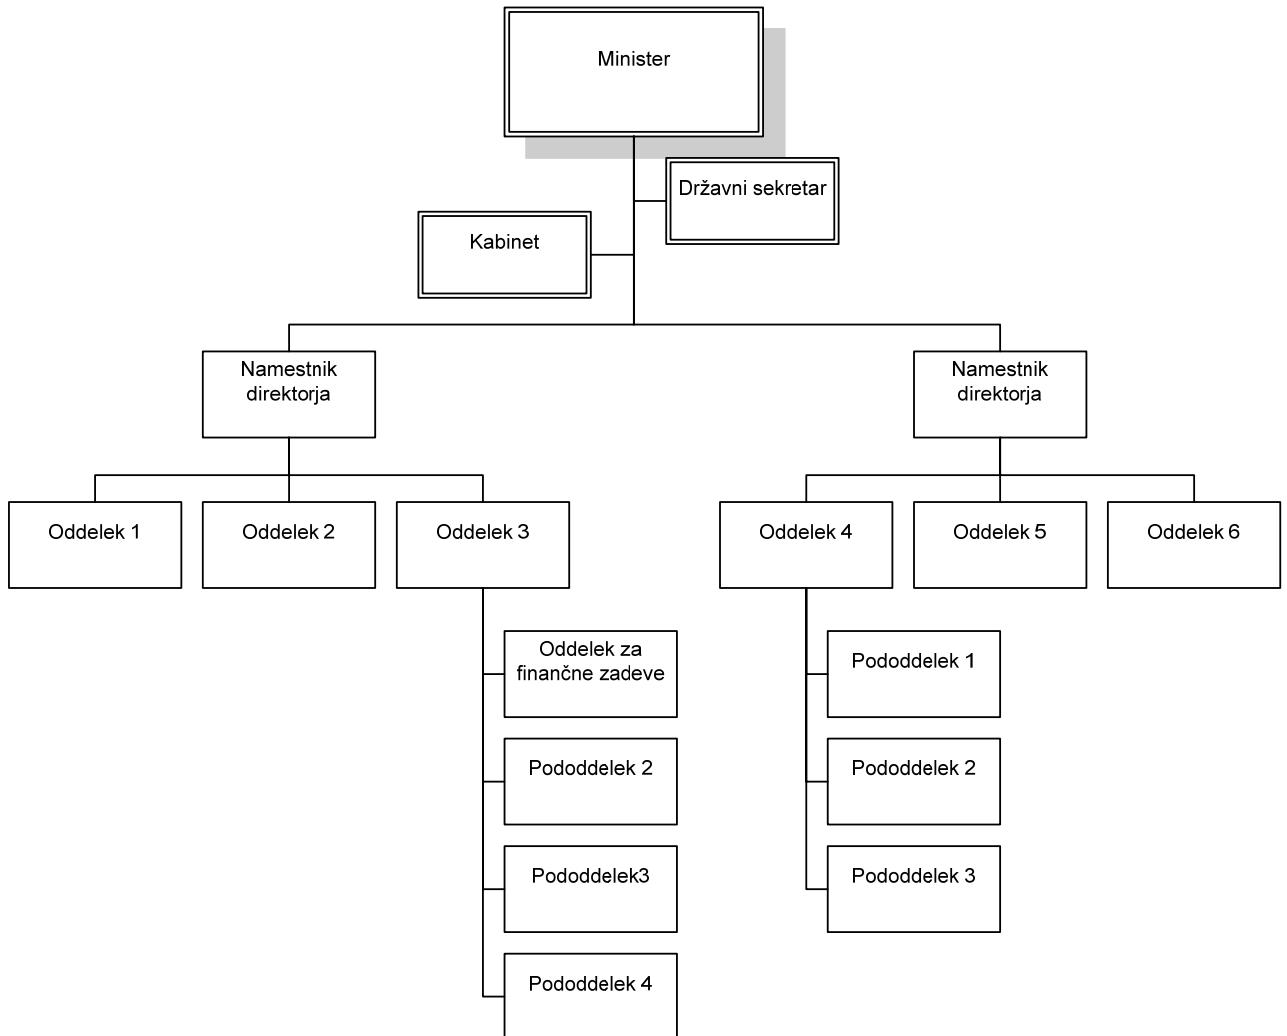 Minister
Državni sekretar
Kabinet
Namestnik
direktorja
Namestnik
direktorja
Oddelek 1
Oddelek 2
Oddelek 3
Oddelek 4
Oddelek 5
Oddelek 6
Oddelek za
finančne zadeve
Pododdelek 1
Pododdelek 2
Pododdelek 2
Pododdelek3
Pododdelek 3
Pododdelek 4